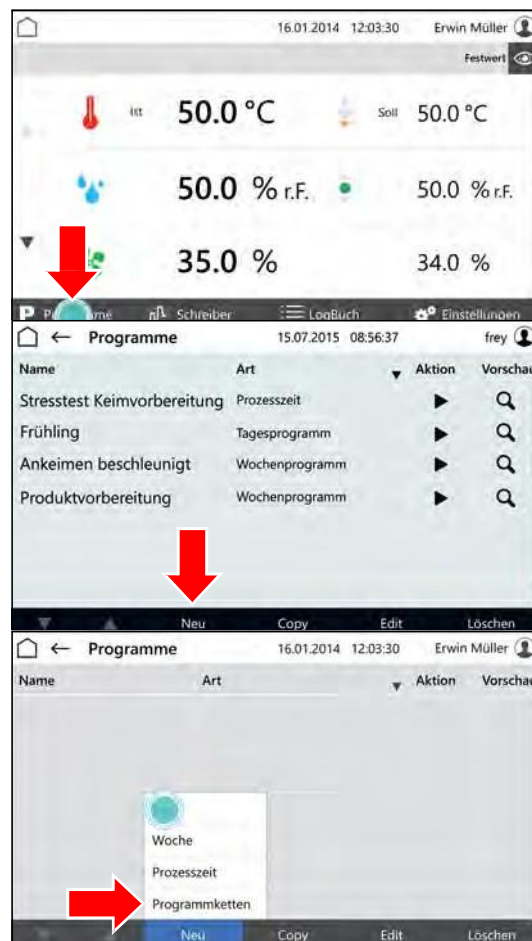 16.01.2014 12:03:30 Erwin Müller
Festwert
Ist 50.0 °C Soll 50.0 °C
50.0 % r.F. 50.0 % r.F.
35.0 % 34.0 %
P Schreiber LogBuch Einstellungen
← Programme 15.07.2015 08:56:37 frey
Name Art Aktion Vorschau
Stresstest Keimvorbereitung Prozesszeit
Frühling Tagesprogramm
Ankeimen beschleunigt Wochenprogramm
Produktvorbereitung Wochenprogramm
Neu Copy Edit Löschen
← Programme 16.01.2014 12:03:30 Erwin Müller
Name Art Aktion Vorschau
Woche
Prozesszeit
Programmketten
Neu Copy Edit Löschen